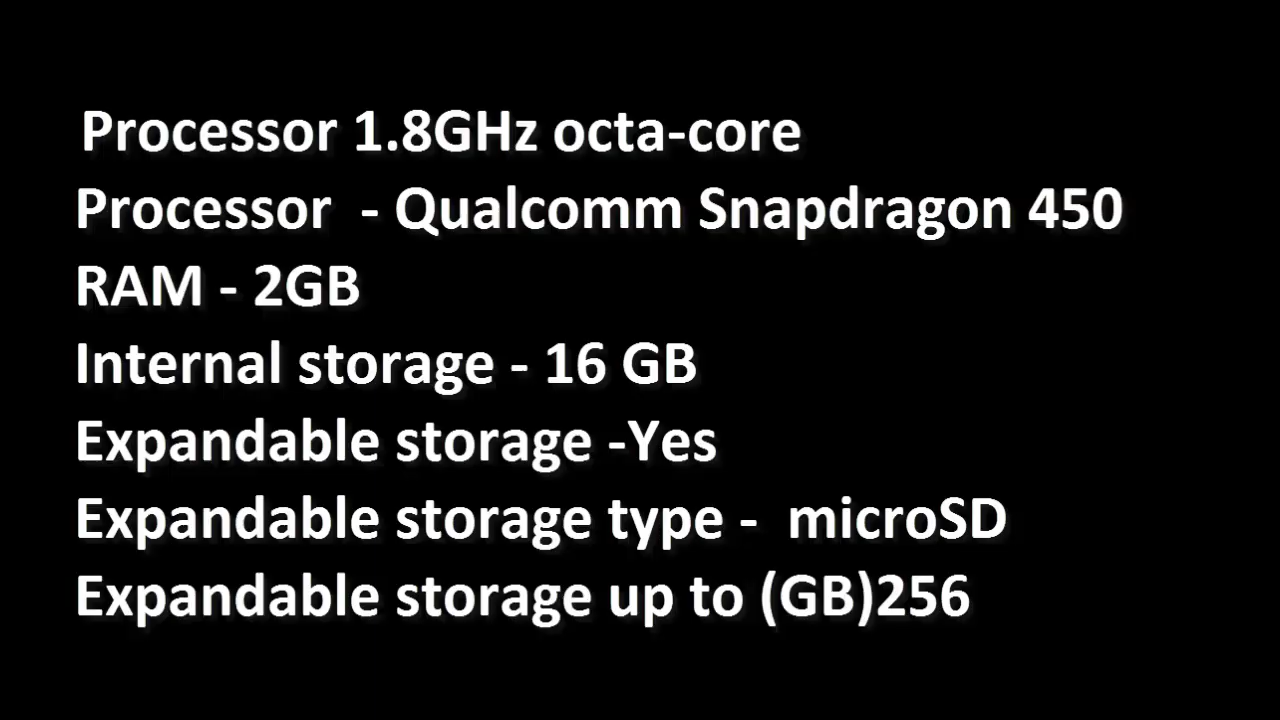 Processor 1.8GHz octa-core
Processor  - Qualcomm Snapdragon 450
RAM - 2GB
Internal storage - 16 GB
Expandable storage -Yes
Expandable storage type -  microSD
Expandable storage up to (GB)256